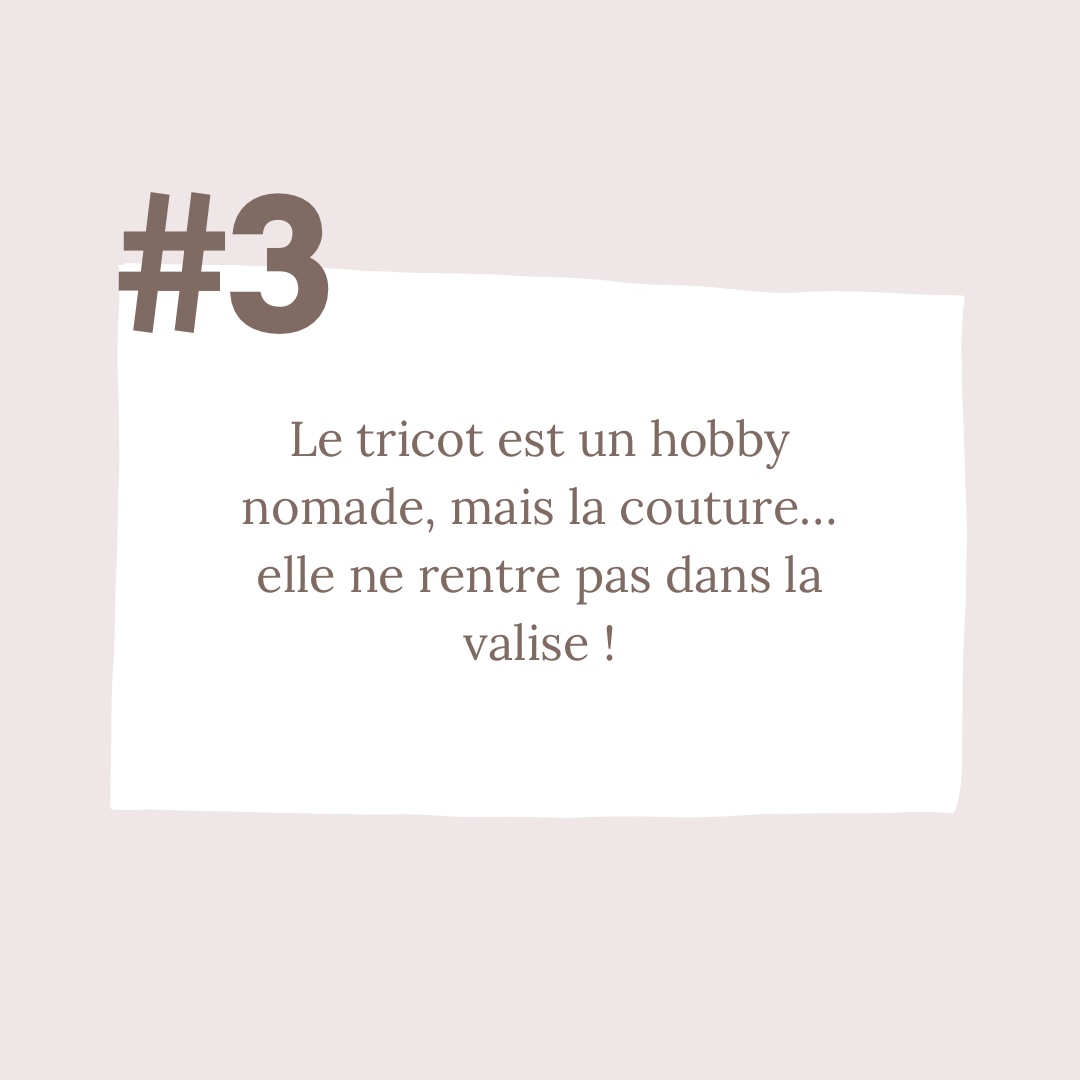 #3
Le tricot est un hobby
nomade, mais la couture...
elle ne rentre pas dans la
valise !